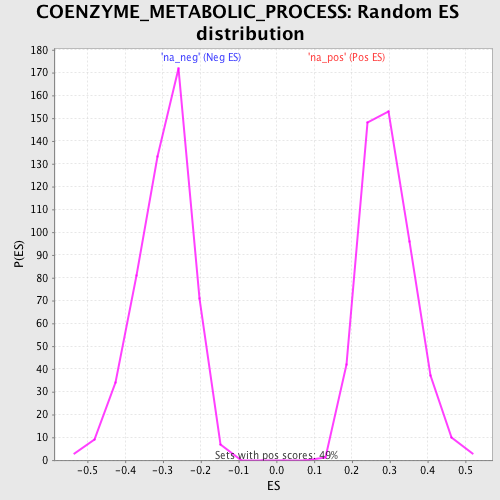 COENZYME_METABOLIC_PROCESS: Random ES
distribution
'na_neg' (Neg ES) 'na_pos' (Pos ES)
180
170
160
150
140
130
120
110
100
90
80
70
60
50
40
30
20
10
0
P(ES)
Sets with pos scores: 49%
-0.5 -0.4 -0.3 -0.2 -0.1 0.0 0.1 0.2 0.3 0.4 0.5
ES